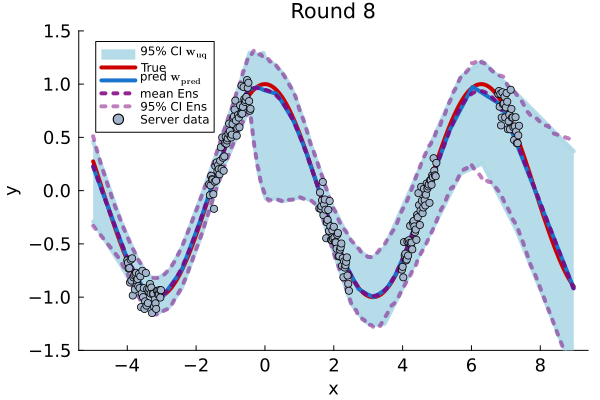 Round 8
95% CI w_uq
True
pred w_pred
mean Ens
95% CI Ens
Server data
1.5
1.0
0.5
0.0
−0.5
−1.0
−1.5
y
−4 −2 0 2 4 6 8
x